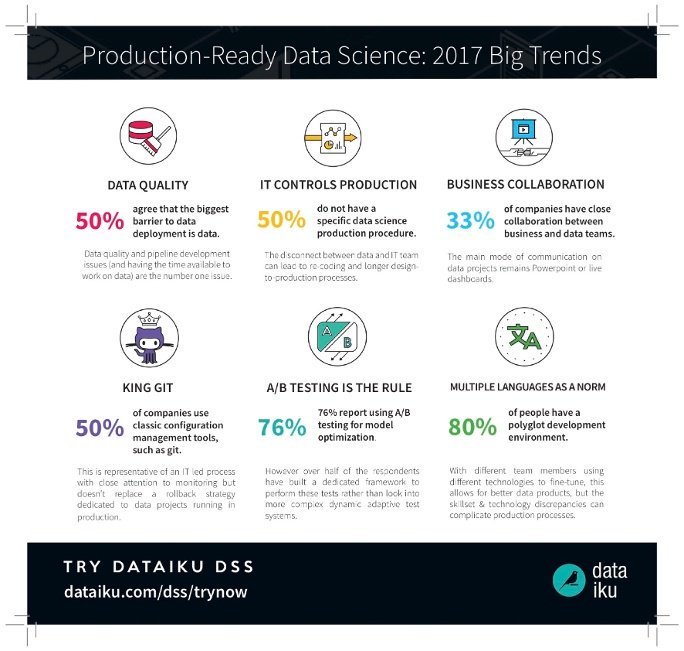 Production-Ready Data Science: 2017 Big Trends
DATA QUALITY
50%
agree that the biggest
barrier to data
deployment is data.
Data quality and pipeline development
issues (and having the time available to
work on data) are the number one issue.
IT CONTROLS PRODUCTION
50%
do not have a
specific data science
production procedure.
The disconnect between data and IT team
can lead to re-coding and longer design-
to-production processes.
BUSINESS COLLABORATION
33%
of companies have close
collaboration between
business and data teams.
The main mode of communication on
data projects remains Powerpoint or live
dashboards.
KING GIT
50%
of companies use
classic configuration
management tools,
such as git.
This is representative of an IT led process
with close attention to monitoring but
doesn't replace a rollback strategy
dedicated to data projects running in
production.
A/B TESTING IS THE RULE
A
B
76%
76% report using A/B
testing for model
optimization.
However over half of the respondents
have built a dedicated framework to
perform these tests rather than look into
more complex dynamic adaptive test
systems.
文A
MULTIPLE LANGUAGES AS A NORM
80%
of people have a
polyglot development
environment.
With different team members using
different technologies to fine-tune, this
allows for better data products, but the
skillset & technology discrepancies can
complicate production processes.
TRY DATAIKU DSS
dataiku.com/dss/trynow
data
iku